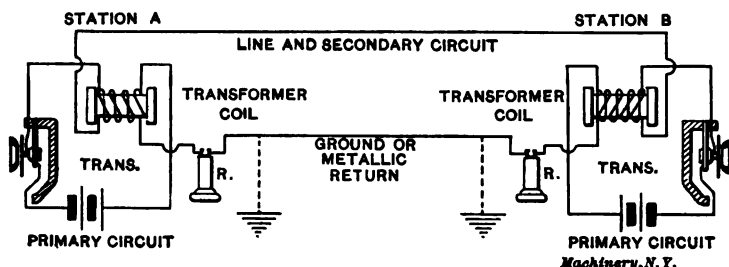 STATION A
STATION B
LINE AND SECONDARY CIRCUIT
TRANSFORMER
COIL
TRANSFORMER
COIL
GROUND OR
METALLIC
RETURN
TRANS.
R.
R.
TRANS.
PRIMARY CIRCUIT
PRIMARY CIRCUIT
Machinery, N. Y.